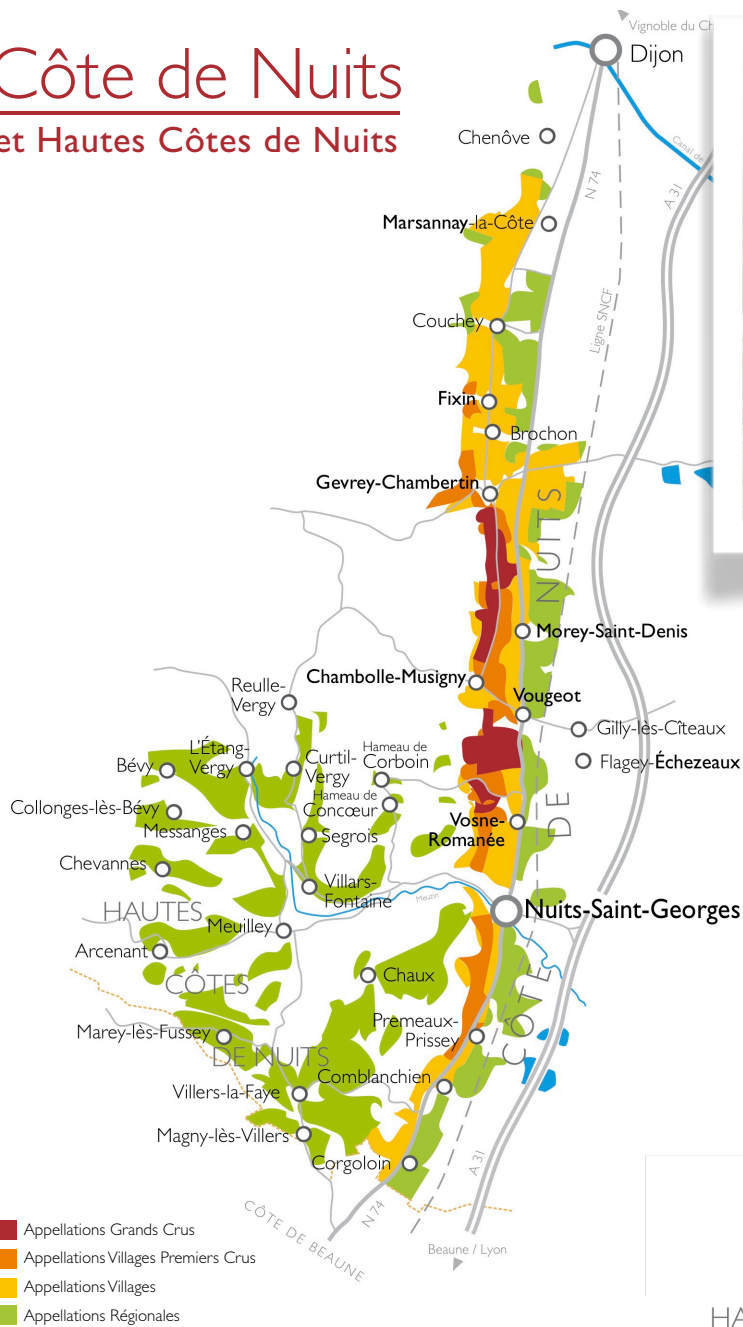 Côte de Nuits
et Hautes Côtes de Nuits
Vignoble du Ch
Dijon
Canal de
Chenôve
N 74
A 31
Marsannay-la-Côte
Ligne SNCF
Couchey
Fixin
Brochon
Gevrey-Chambertin
NUITS
Morey-Saint-Denis
Chambolle-Musigny
Reulle-
Vergy
Vougeot
Gilly-lès-Cîteaux
L'Étang-
Vergy
Curtil-
Vergy
Hameau de
Corboin
Flagey-Échezeaux
Bévy
Hameau de
Concœur
Collonges-lès-Bévy
Messanges
Segrois
Vosne-
Romanée
DE
Chevannes
Villars-
Fontaine
Meuzin
HAUTES
Meuilley
Nuits-Saint-Georges
Arcenant
CÔTES
Chaux
CÔTE
Marey-lès-Fussey
DE NUITS
Premeaux-
Prissey
Villers-la-Faye
Comblanchien
Magny-lès-Villers
Corgoloin
A 31
N 74
CÔTE DE BEAUNE
Beaune / Lyon
Appellations Grands Crus
Appellations Villages Premiers Crus
Appellations Villages
Appellations Régionales
HA